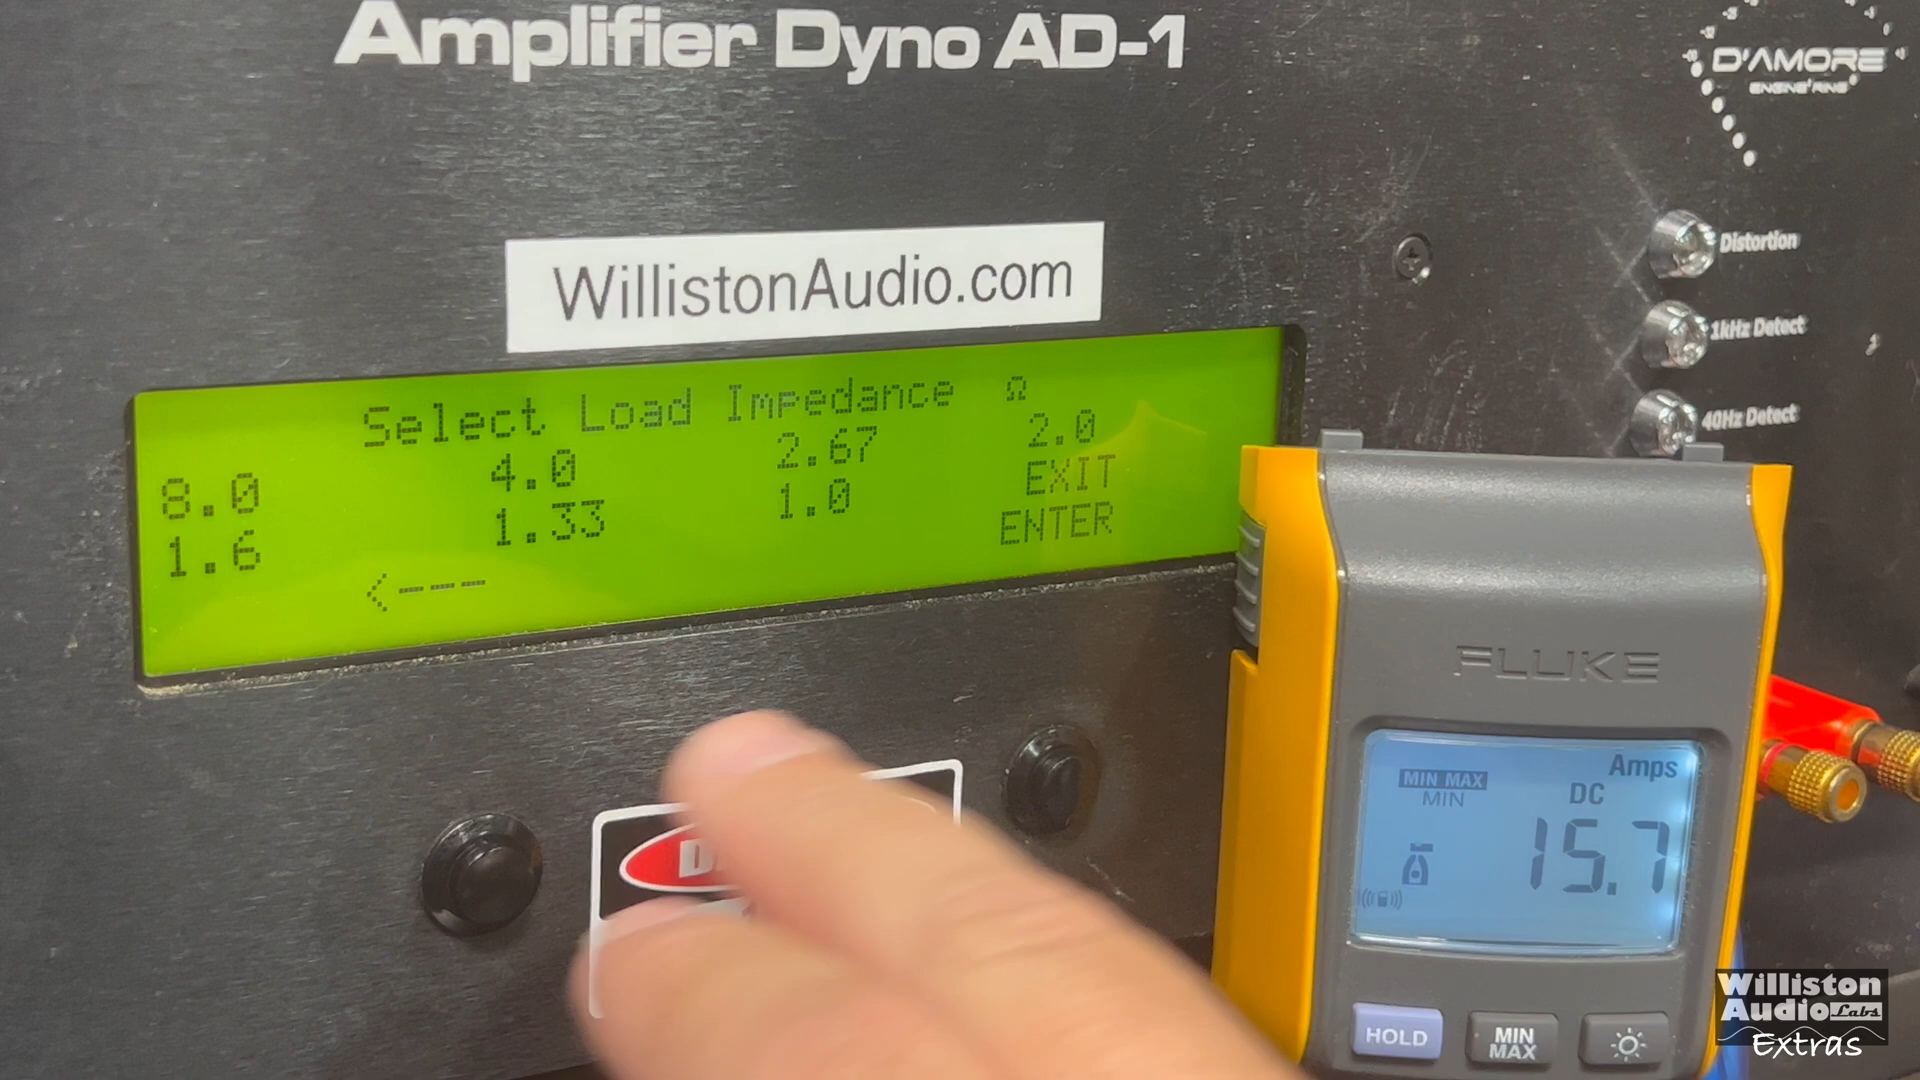 Amplifier Dyno AD-1
D'AMORE
ENGINE'RING
WillistonAudio.com
Distortion
1kHz Detect
40Hz Detect
Select Load Impedance Ω
8.0 4.0 2.67 2.0
1.6 1.33 1.0 EXIT
<--- ENTER
FLUKE
MIN MAX Amps
MIN DC
15.7
HOLD
MIN
MAX
Williston
Audio Labs
Extras